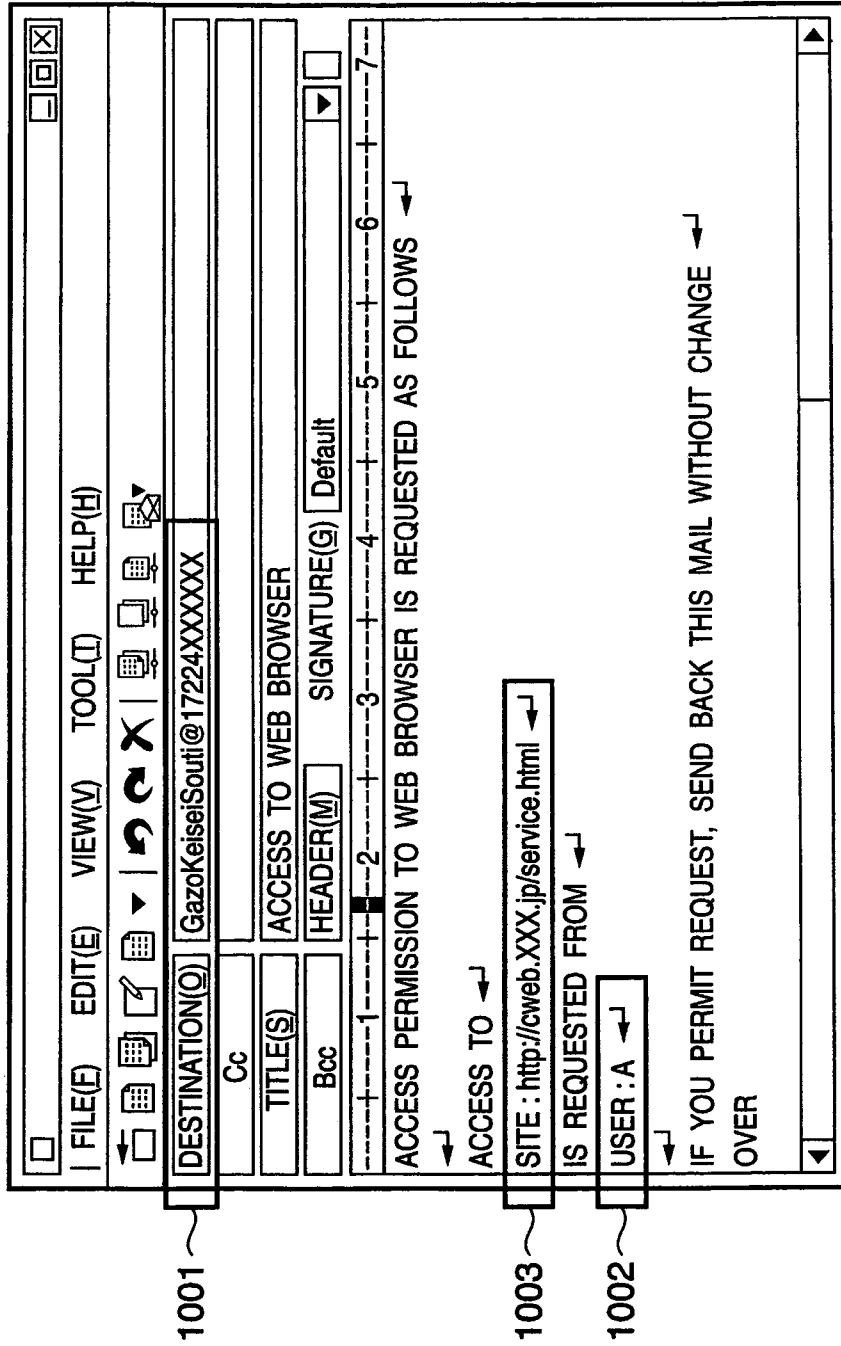 FILE(F) EDIT(E) VIEW(V) TOOL(T) HELP(H)
1001
DESTINATION(O) GazoKeiseiSouti@17224XXXXXX
Cc
TITLE(S) ACCESS TO WEB BROWSER
Bcc HEADER(M) SIGNATURE(G) Default
1 2 3 4 5 6 7
ACCESS PERMISSION TO WEB BROWSER IS REQUESTED AS FOLLOWS
ACCESS TO
1003
SITE : http://cweb.XXX.jp/service.html
IS REQUESTED FROM
1002
USER : A
IF YOU PERMIT REQUEST, SEND BACK THIS MAIL WITHOUT CHANGE
OVER